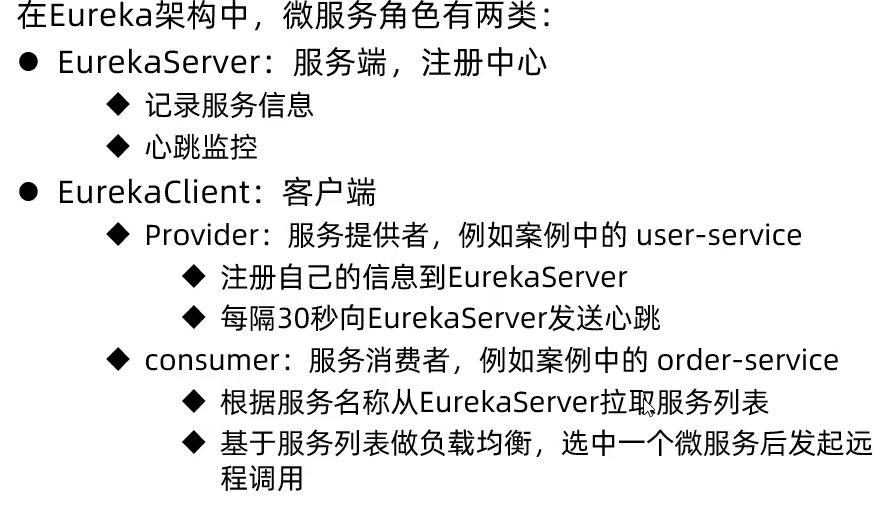 在Eureka架构中，微服务角色有两类：
● EurekaServer：服务端，注册中心
◆ 记录服务信息
◆ 心跳监控
● EurekaClient：客户端
◆ Provider：服务提供者，例如案例中的 user-service
◆ 注册自己的信息到EurekaServer
◆ 每隔30秒向EurekaServer发送心跳
◆ consumer：服务消费者，例如案例中的 order-service
◆ 根据服务名称从EurekaServer拉取服务列表
◆ 基于服务列表做负载均衡，选中一个微服务后发起远
程调用